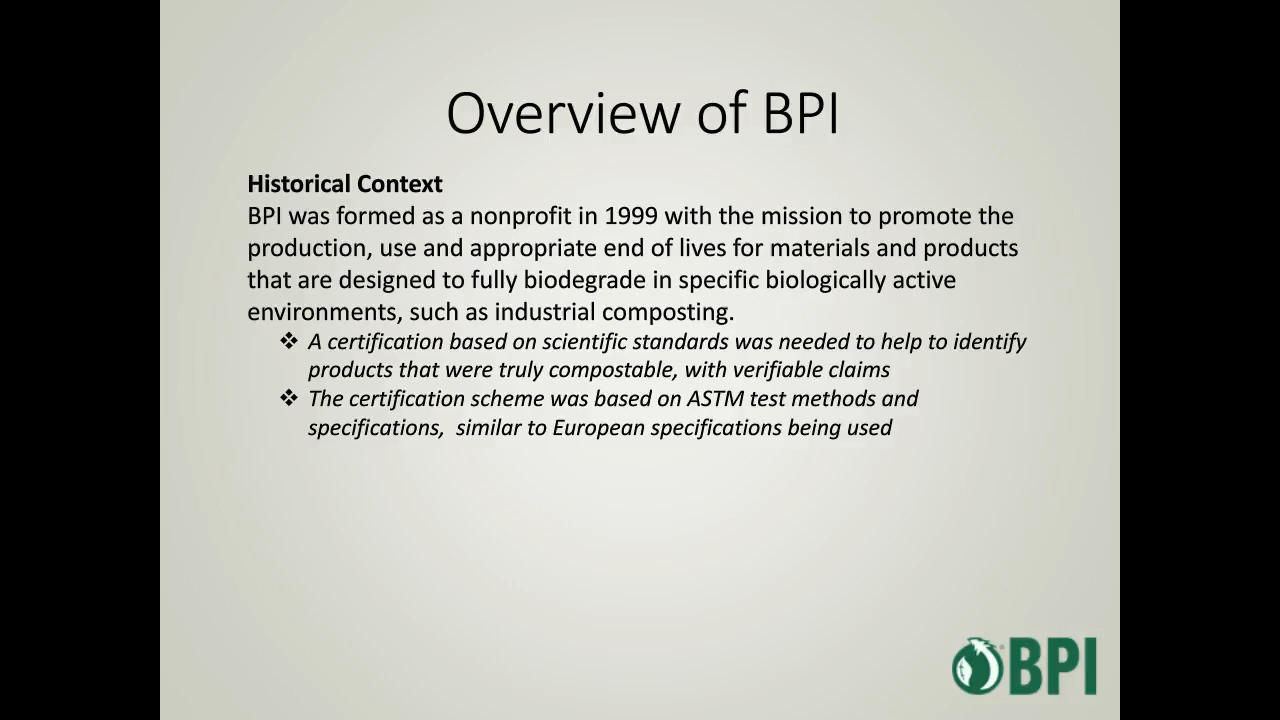 Overview of BPI
Historical Context
BPI was formed as a nonprofit in 1999 with the mission to promote the
production, use and appropriate end of lives for materials and products
that are designed to fully biodegrade in specific biologically active
environments, such as industrial composting.
❖ A certification based on scientific standards was needed to help to identify
products that were truly compostable, with verifiable claims
❖ The certification scheme was based on ASTM test methods and
specifications,  similar to European specifications being used
BPI